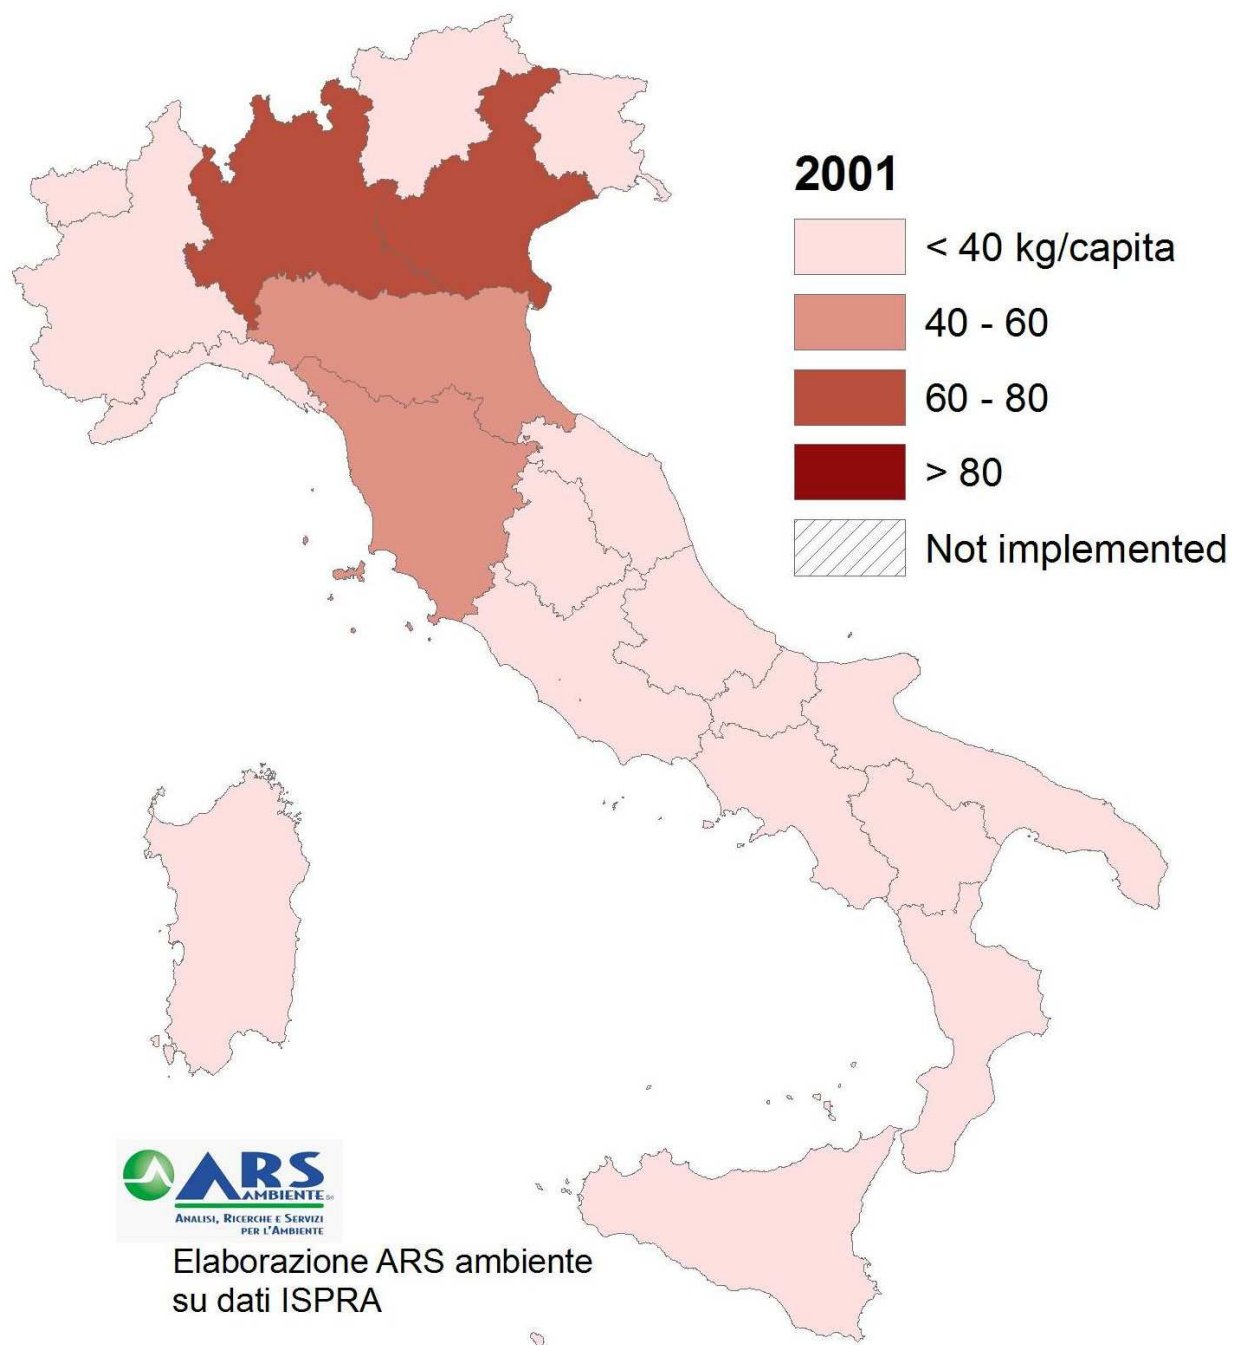 2001
< 40 kg/capita
40 - 60
60 - 80
> 80
Not implemented
ARS
AMBIENTE
ANALISI, RICERCHE E SERVIZI
PER L'AMBIENTE
Elaborazione ARS ambiente
su dati ISPRA